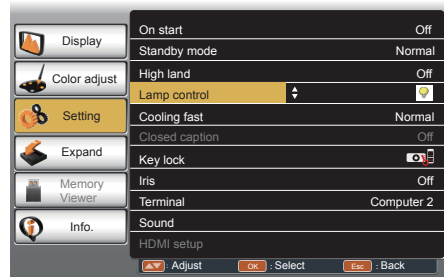 Display
Color adjust
Setting
Expand
Memory
Viewer
Info.
On start Off
Standby mode Normal
High land Off
Lamp control
Cooling fast Normal
Closed caption Off
Key lock
Iris Off
Terminal Computer 2
Sound
HDMI setup
: Adjust OK : Select Esc : Back